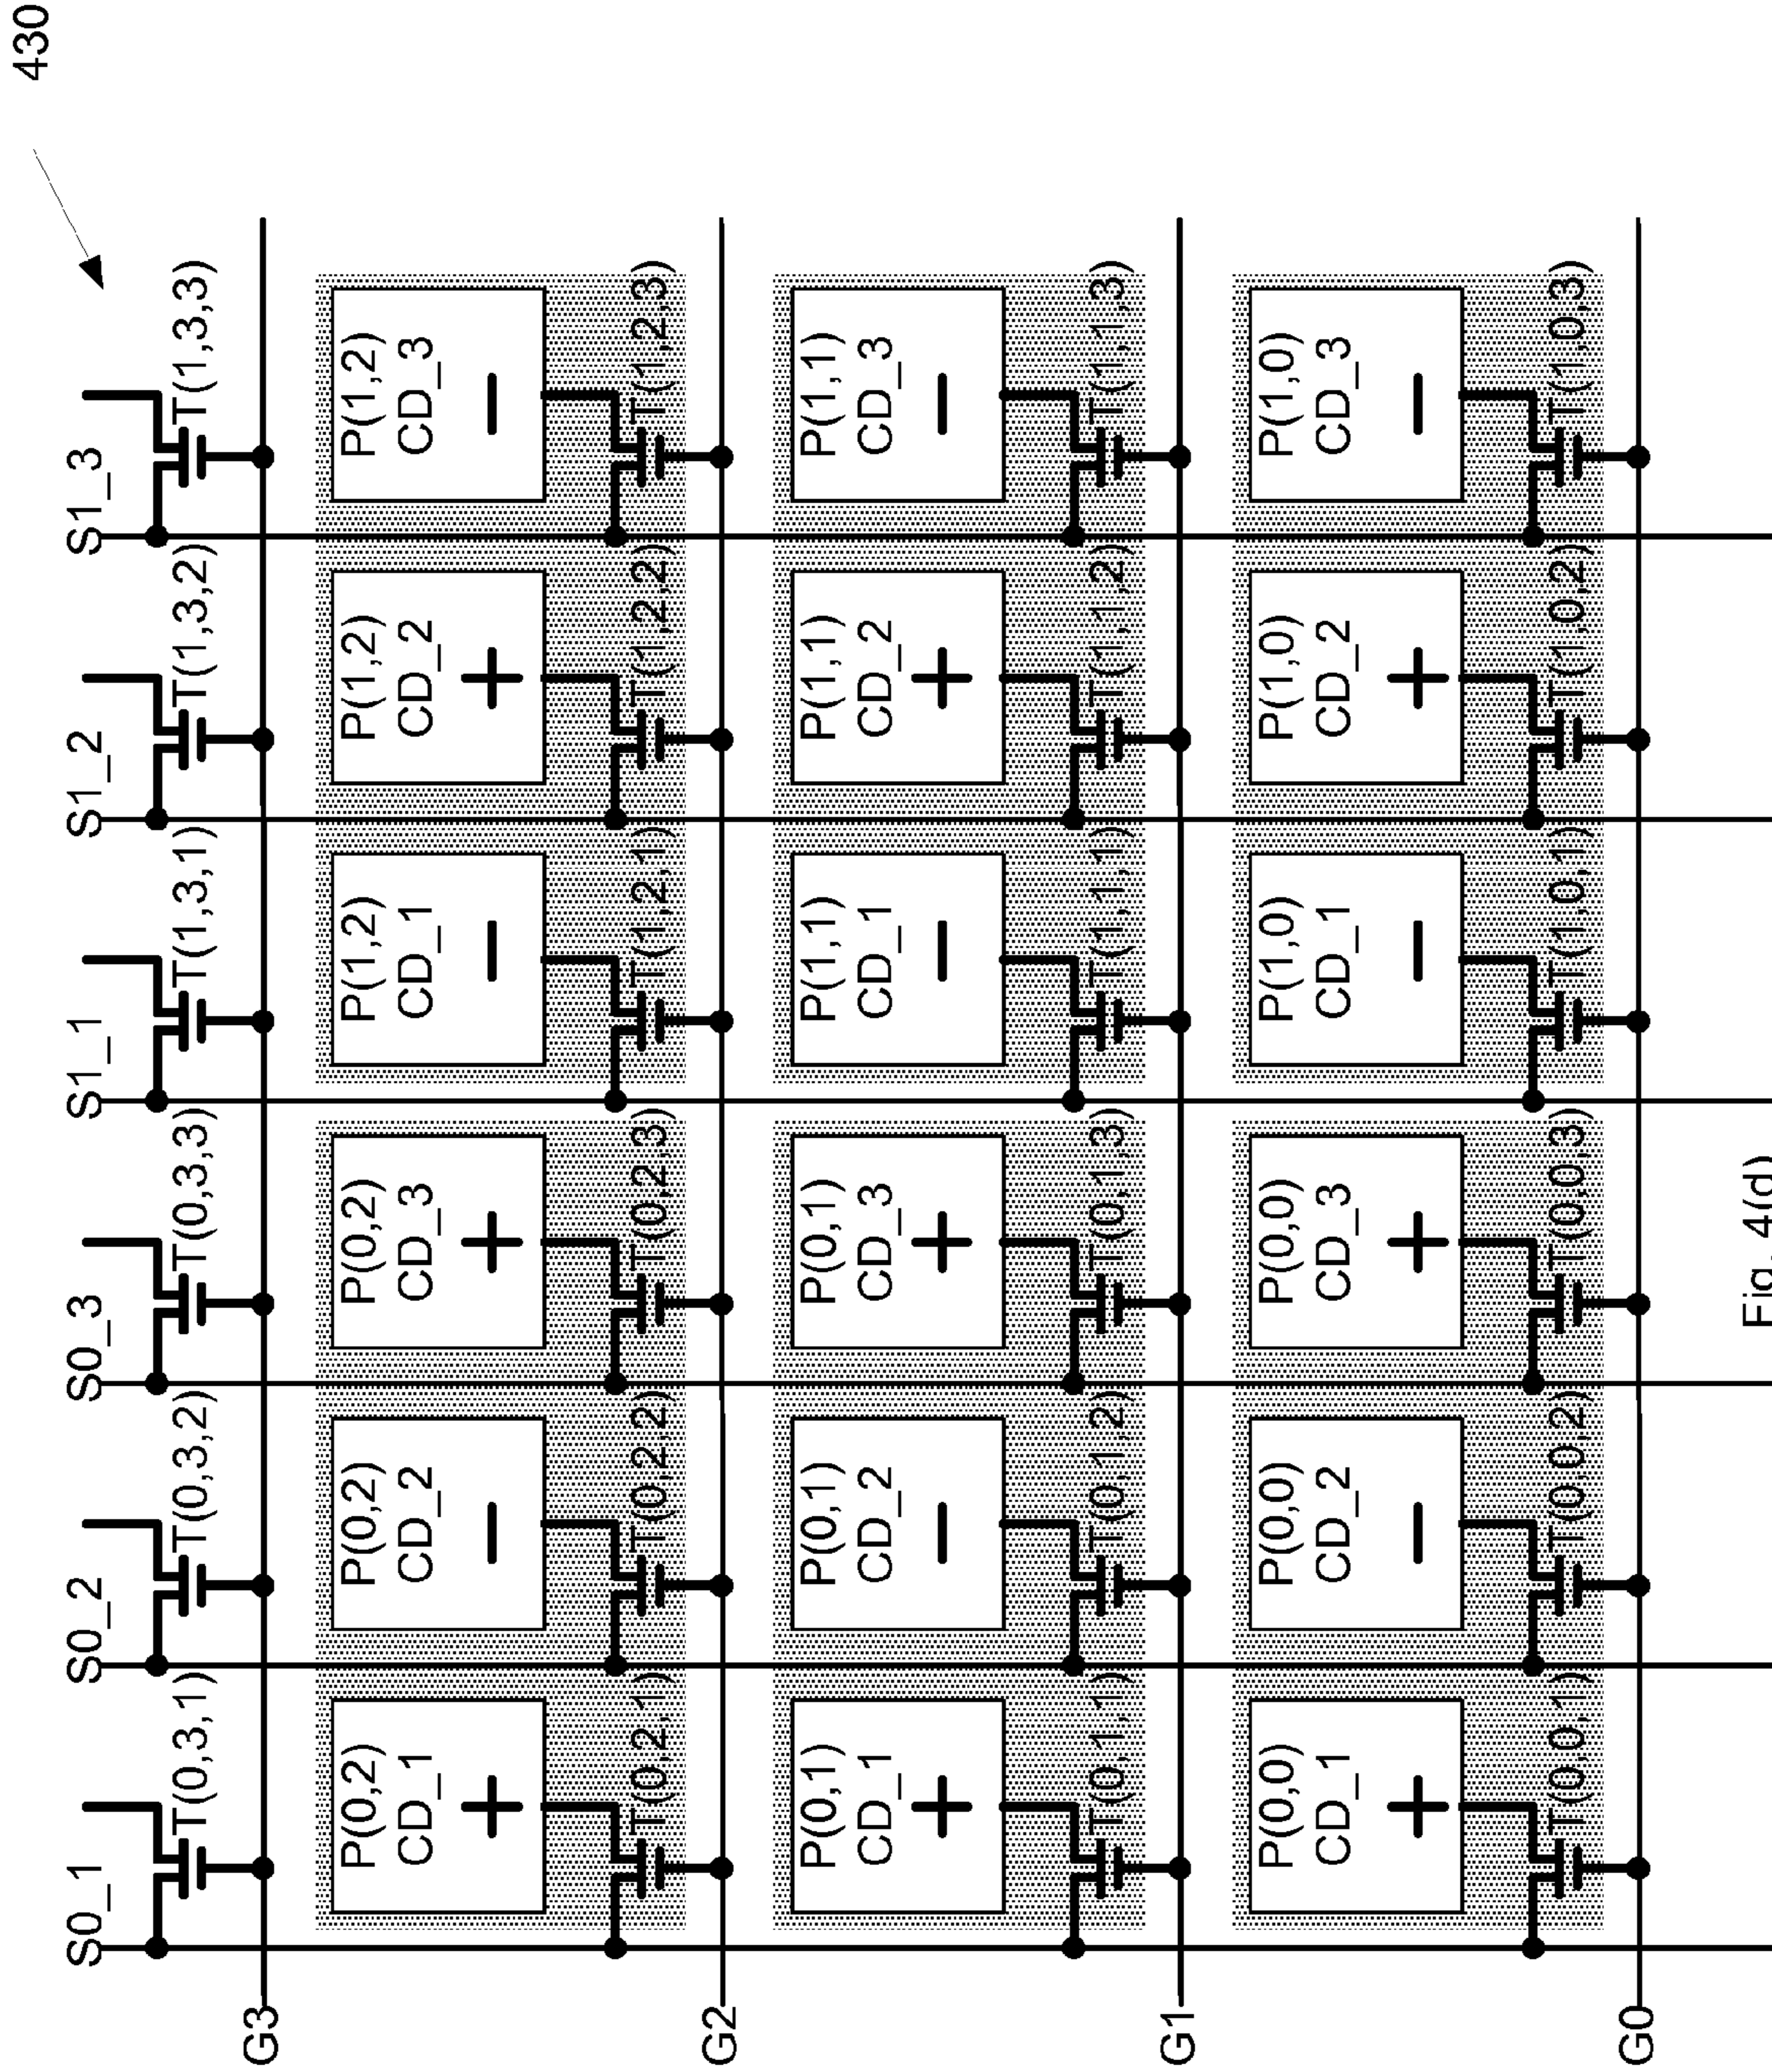 430
S0_1 S0_2 S0_3 S1_1 S1_2 S1_3
T(0,3,1) T(0,3,2) T(0,3,3) T(1,3,1) T(1,3,2) T(1,3,3)
G3
P(0,2) P(0,2) P(0,2) P(1,2) P(1,2) P(1,2)
CD_1 CD_2 CD_3 CD_1 CD_2 CD_3
+ − + − + −
T(0,2,1) T(0,2,2) T(0,2,3) T(1,2,1) T(1,2,2) T(1,2,3)
G2
P(0,1) P(0,1) P(0,1) P(1,1) P(1,1) P(1,1)
CD_1 CD_2 CD_3 CD_1 CD_2 CD_3
+ − + − + −
T(0,1,1) T(0,1,2) T(0,1,3) T(1,1,1) T(1,1,2) T(1,1,3)
G1
P(0,0) P(0,0) P(0,0) P(1,0) P(1,0) P(1,0)
CD_1 CD_2 CD_3 CD_1 CD_2 CD_3
+ − + − + −
T(0,0,1) T(0,0,2) T(0,0,3) T(1,0,1) T(1,0,2) T(1,0,3)
G0
Fig. 4(d)